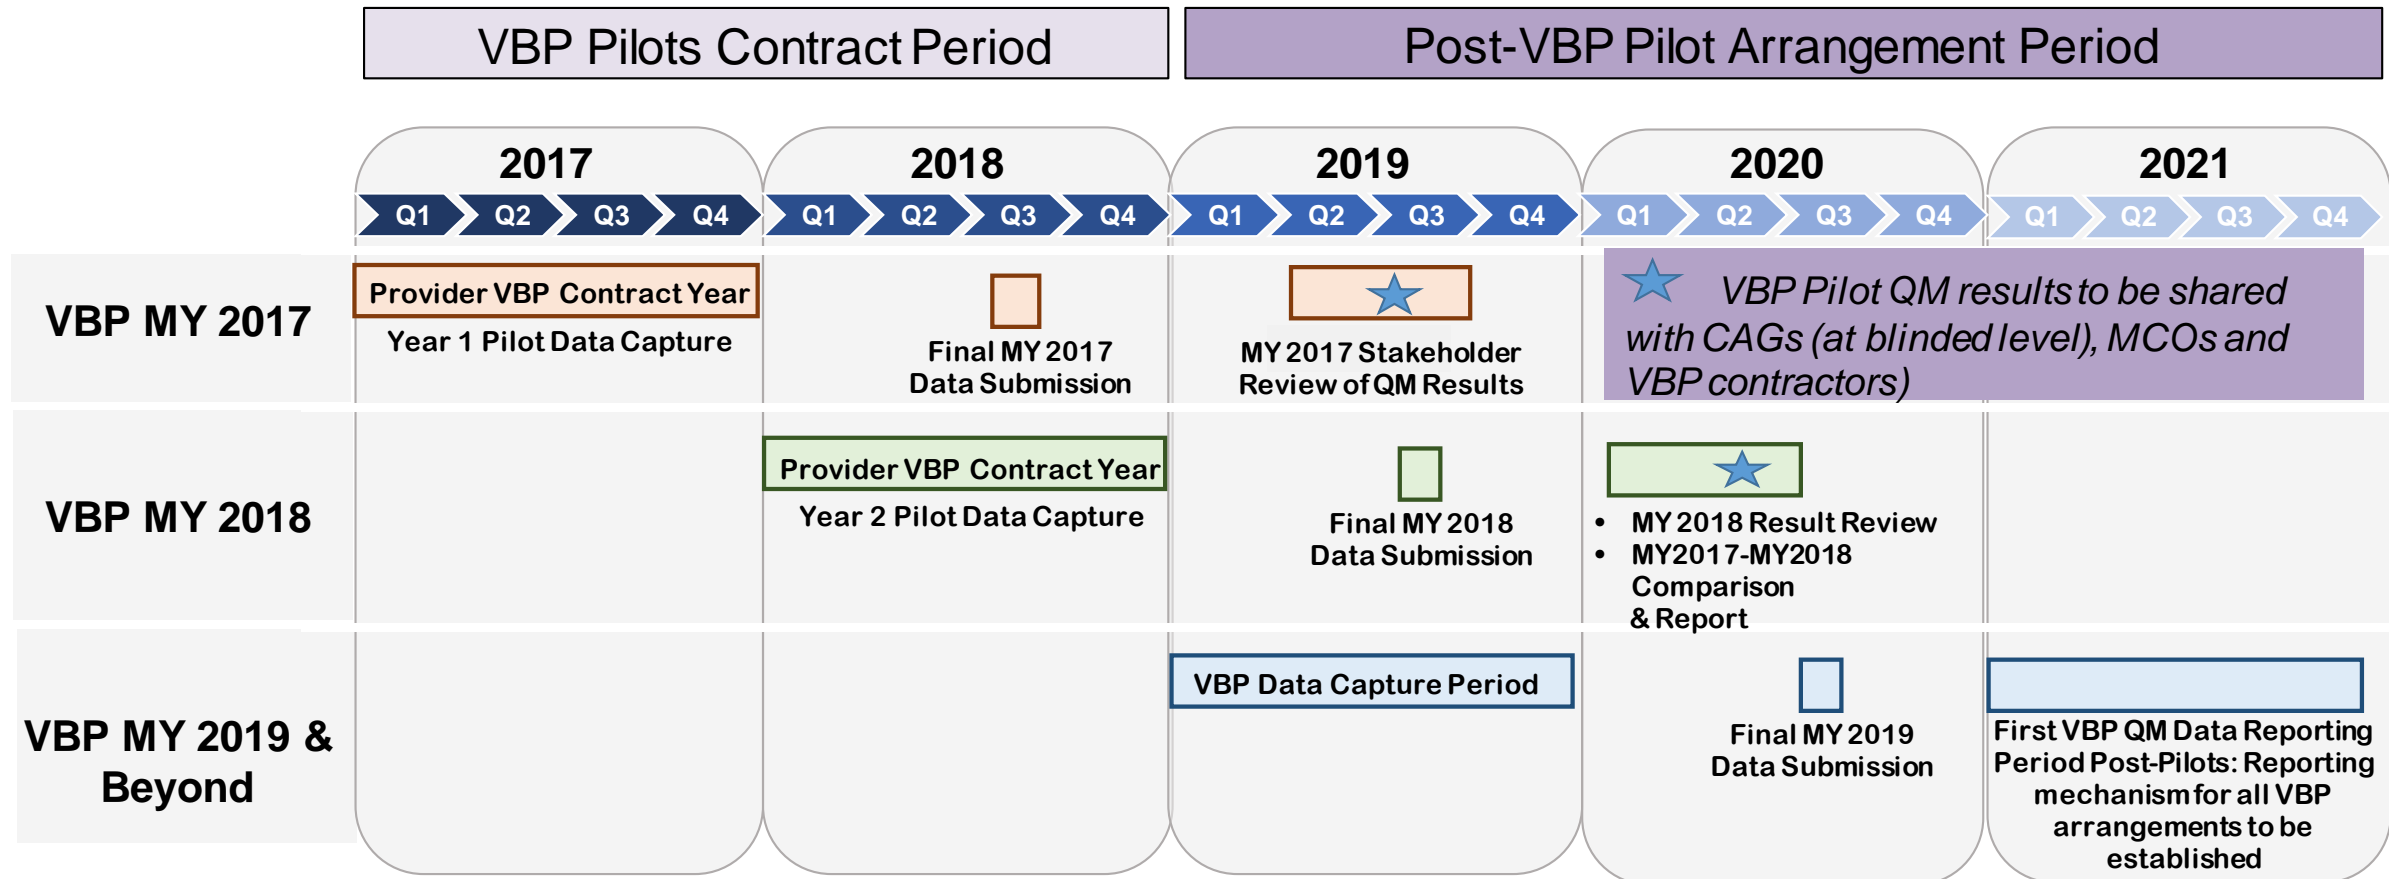 VBP Pilots Contract Period
Post-VBP Pilot Arrangement Period
2017
2018
2019
2020
2021
Q1 Q2 Q3 Q4
Q1 Q2 Q3 Q4
Q1 Q2 Q3 Q4
Q1 Q2 Q3 Q4
Q1 Q2 Q3 Q4
VBP MY 2017
Provider VBP Contract Year
Year 1 Pilot Data Capture
Final MY 2017
Data Submission
MY 2017 Stakeholder
Review of QM Results
VBP Pilot QM results to be shared
with CAGs (at blinded level), MCOs and
VBP contractors)
VBP MY 2018
Provider VBP Contract Year
Year 2 Pilot Data Capture
Final MY 2018
Data Submission
• MY 2018 Result Review
• MY2017-MY2018
Comparison
& Report
VBP MY 2019 &
Beyond
VBP Data Capture Period
Final MY 2019
Data Submission
First VBP QM Data Reporting
Period Post-Pilots: Reporting
mechanism for all VBP
arrangements to be
established